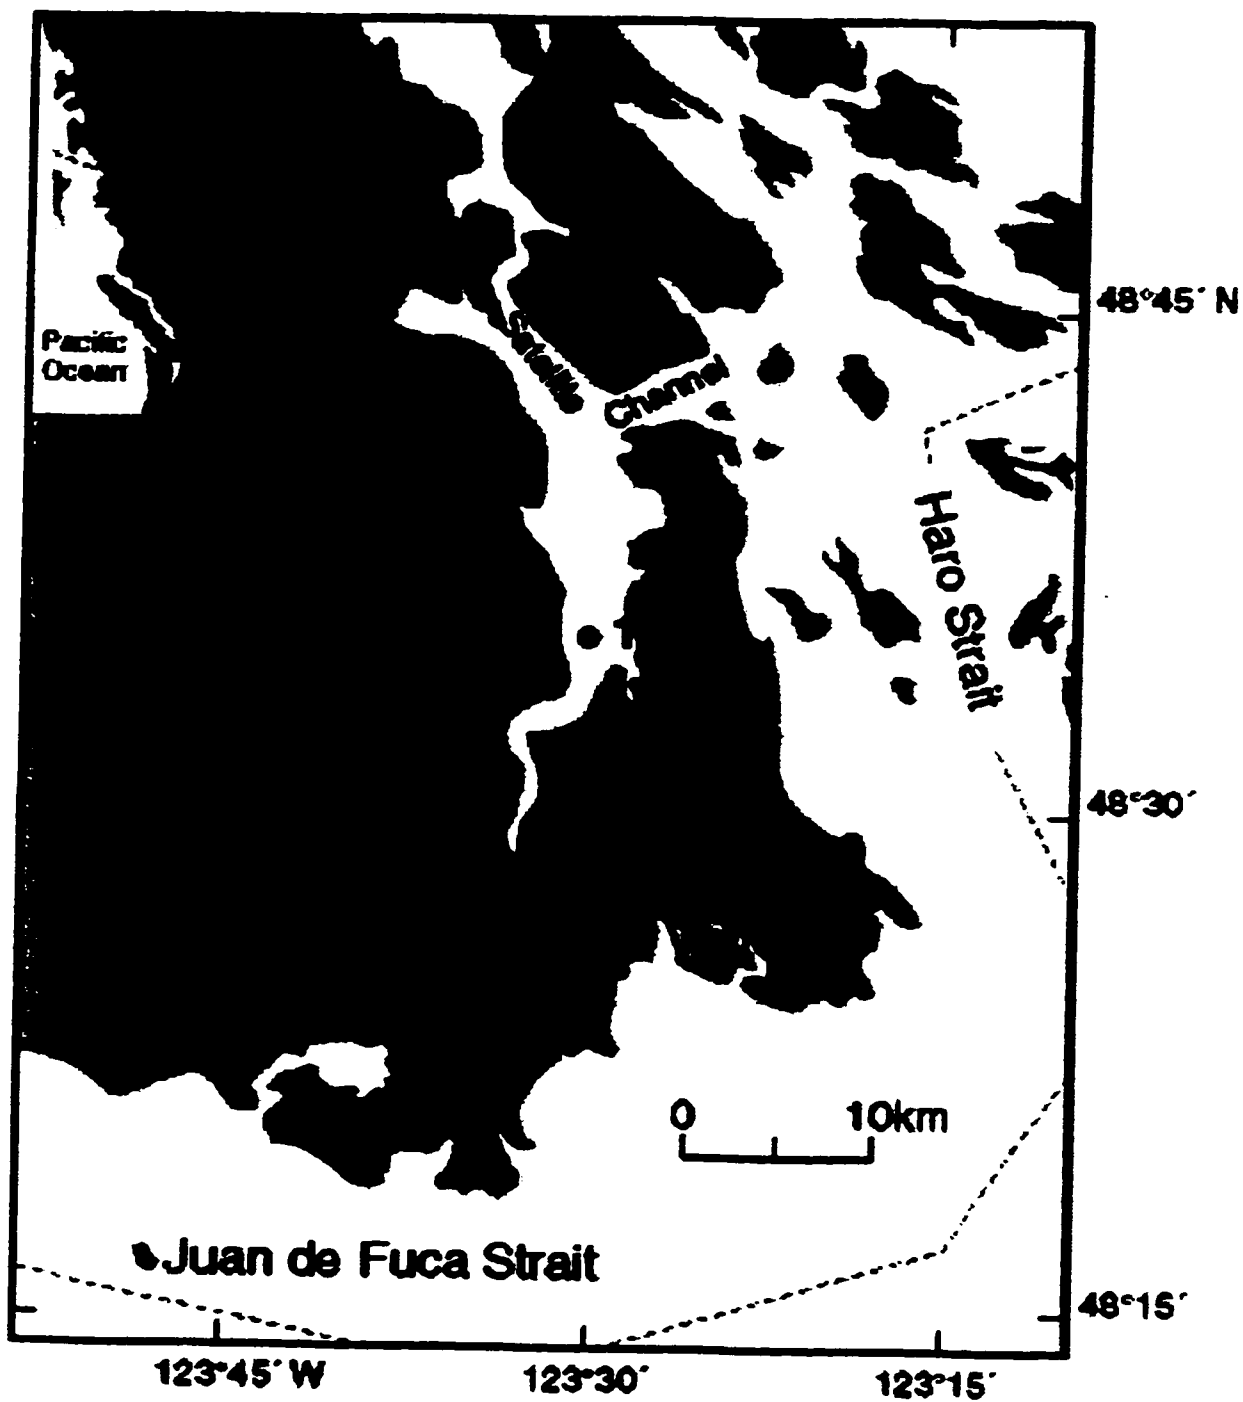 48°45´ N
Pacific
Ocean
Satellite
Channel
Haro Strait
48°30´
0 10km
Juan de Fuca Strait
48°15´
123°45´ W 123°30´ 123°15´